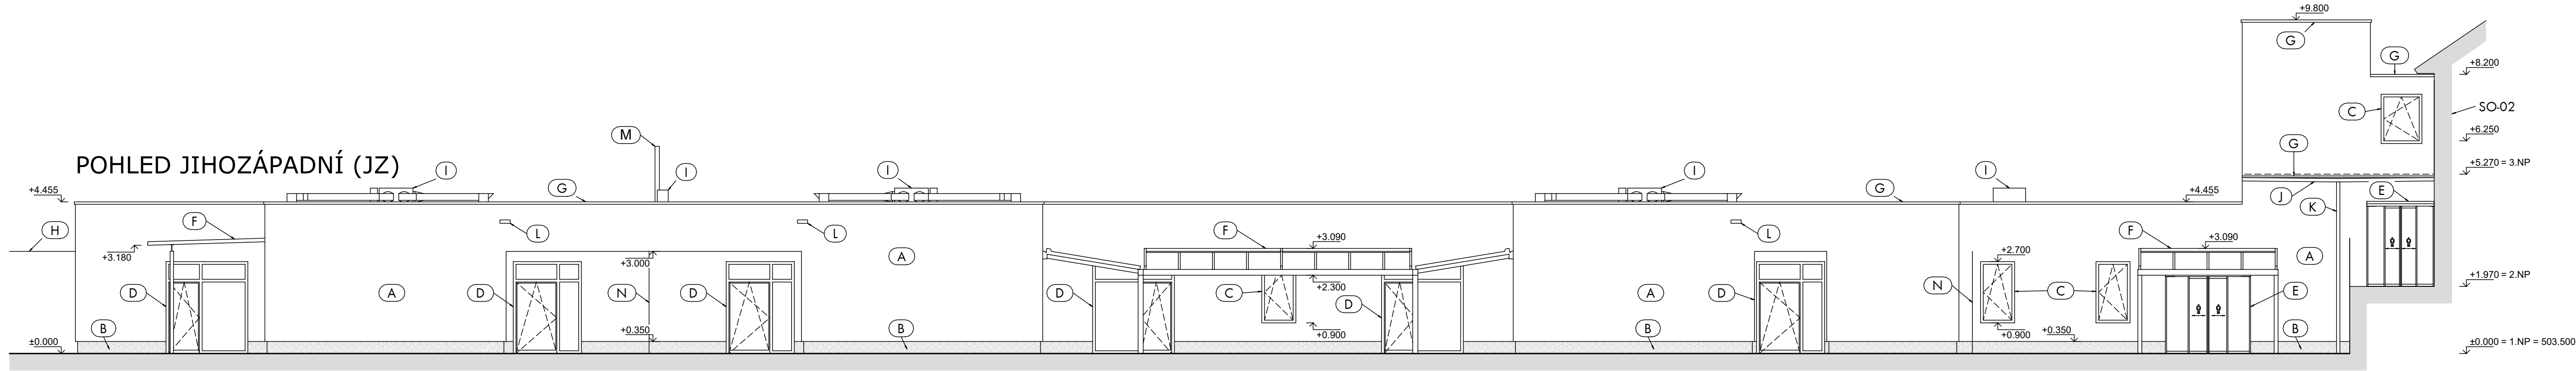 +9.800
G
G
+8.200
C
SO-02
+6.250
M
POHLED JIHOZÁPADNÍ (JZ)
G
+5.270 = 3.NP
I
I
I
I
I
+4.455
G
G
+4.455
J
E
K
H
F
L
L
L
F
+3.090
F
+3.090
A
A
+3.180
+3.000
+2.700
+1.970 = 2.NP
D
A
D
N
D
D
C
+2.300
D
A
D
N
C
E
B
+0.350
B
+0.900
B
+0.900
+0.350
B
±0.000
±0.000 = 1.NP = 503.500